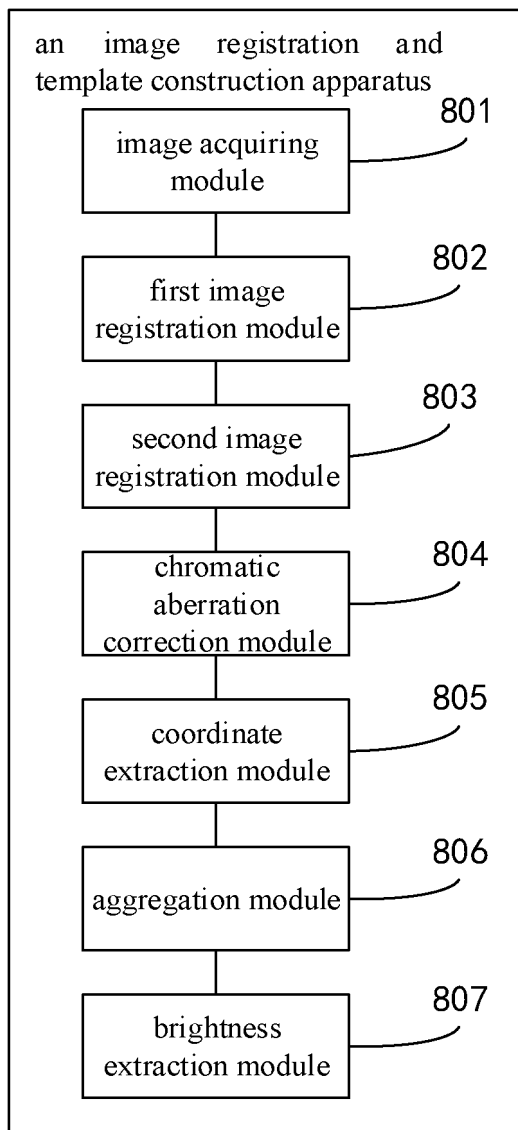 an image registration and
template construction apparatus
801
image acquiring
module
802
first image
registration module
803
second image
registration module
804
chromatic
aberration
correction module
805
coordinate
extraction module
806
aggregation module
807
brightness
extraction module